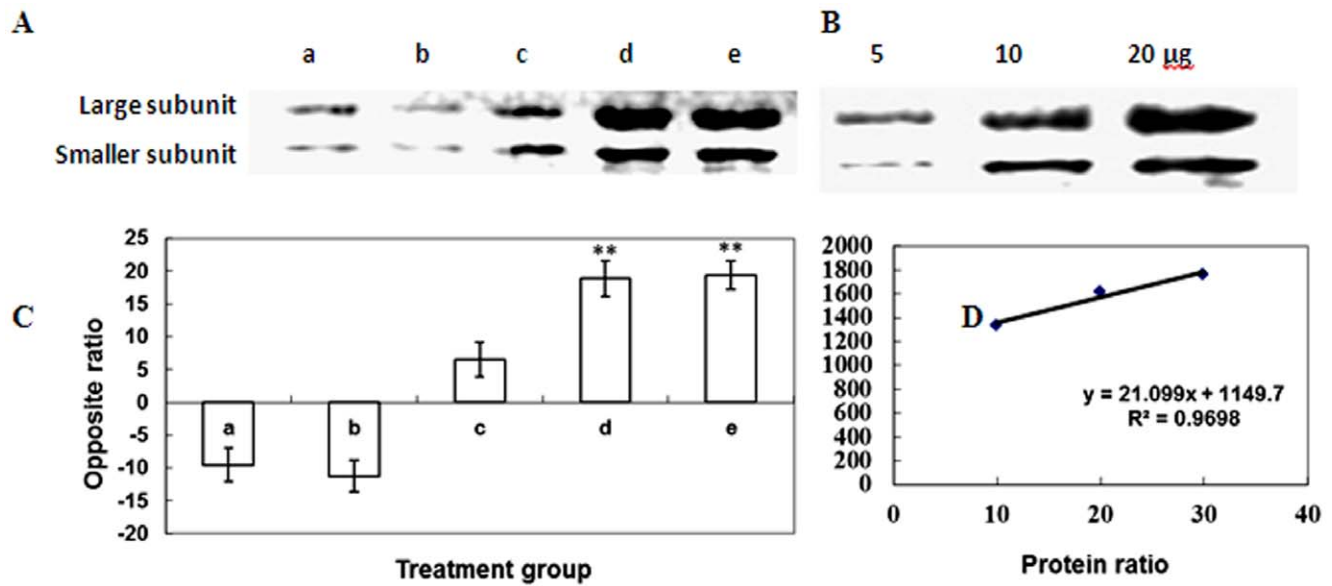 A
a b c d e
Large subunit
Smaller subunit
B
5 10 20 µg
C
Opposite ratio
25
20
15
10
5
0
-5
-10
-15
-20
** **
a b c d e
Treatment group
D
2000
1800
1600
1400
1200
1000
800
600
400
200
0
y = 21.099x + 1149.7
R² = 0.9698
0 10 20 30 40
Protein ratio